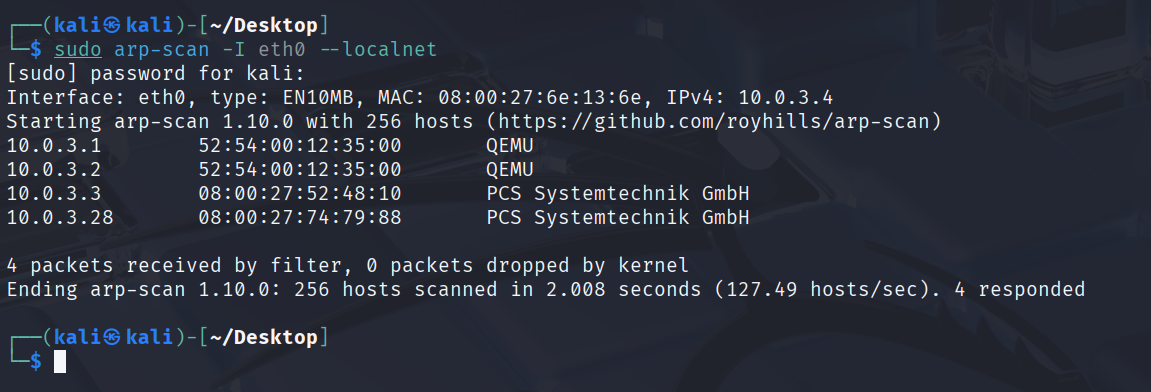 ┌──(kali㉿kali)-[~/Desktop]
└─$ sudo arp-scan -I eth0 --localnet
[sudo] password for kali:
Interface: eth0, type: EN10MB, MAC: 08:00:27:6e:13:6e, IPv4: 10.0.3.4
Starting arp-scan 1.10.0 with 256 hosts (https://github.com/royhills/arp-scan)
10.0.3.1 52:54:00:12:35:00 QEMU
10.0.3.2 52:54:00:12:35:00 QEMU
10.0.3.3 08:00:27:52:48:10 PCS Systemtechnik GmbH
10.0.3.28 08:00:27:74:79:88 PCS Systemtechnik GmbH
4 packets received by filter, 0 packets dropped by kernel
Ending arp-scan 1.10.0: 256 hosts scanned in 2.008 seconds (127.49 hosts/sec). 4 responded
┌──(kali㉿kali)-[~/Desktop]
└─$